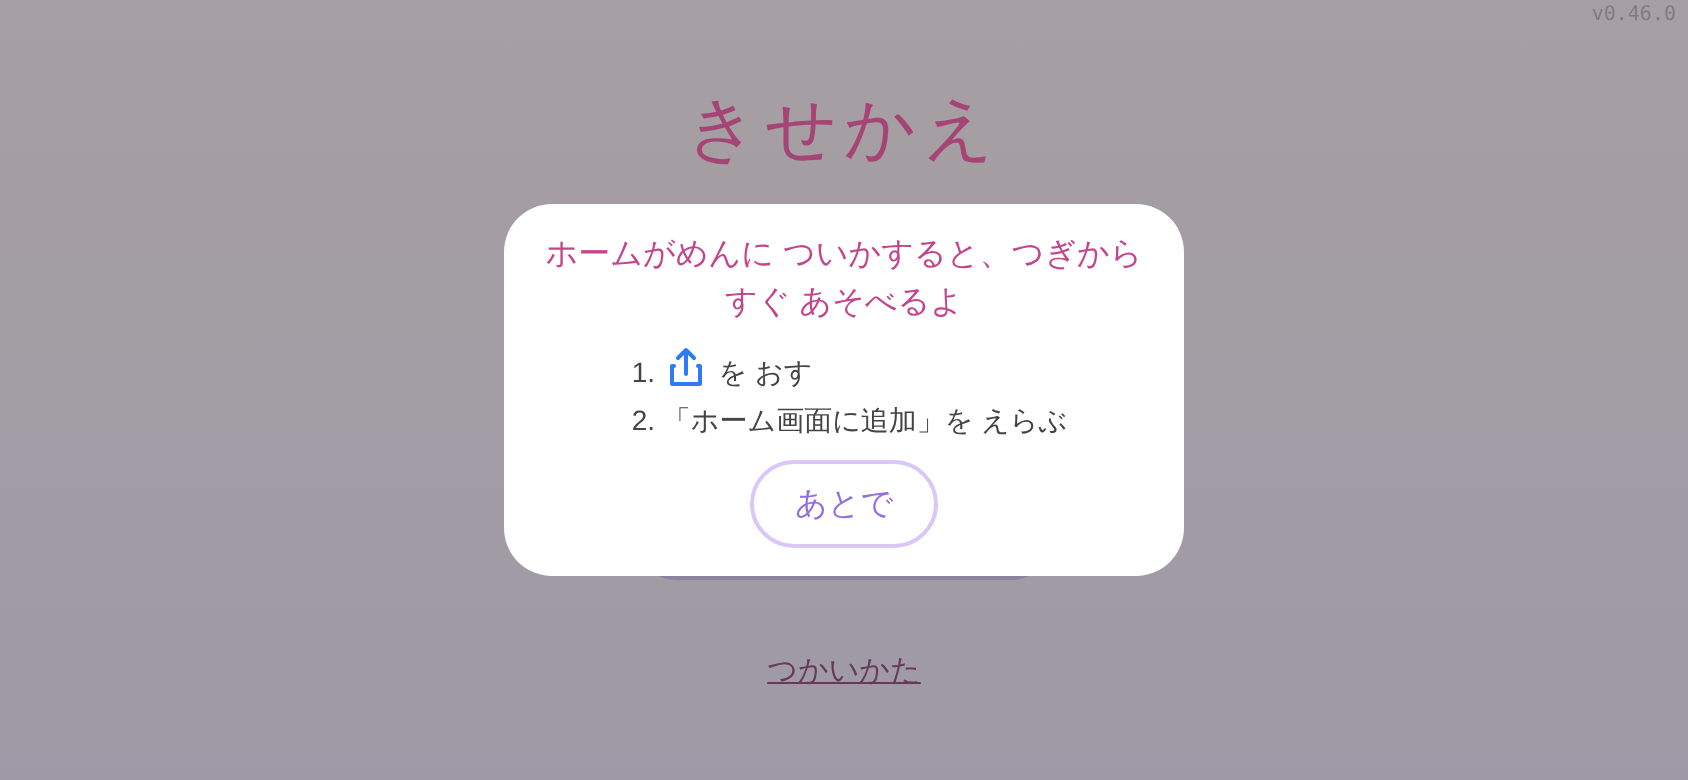 v0.46.0
きせかえ
ホームがめんに ついかすると、つぎから
すぐ あそべるよ
1. を おす
2. 「ホーム画面に追加」を えらぶ
あとで
つかいかた